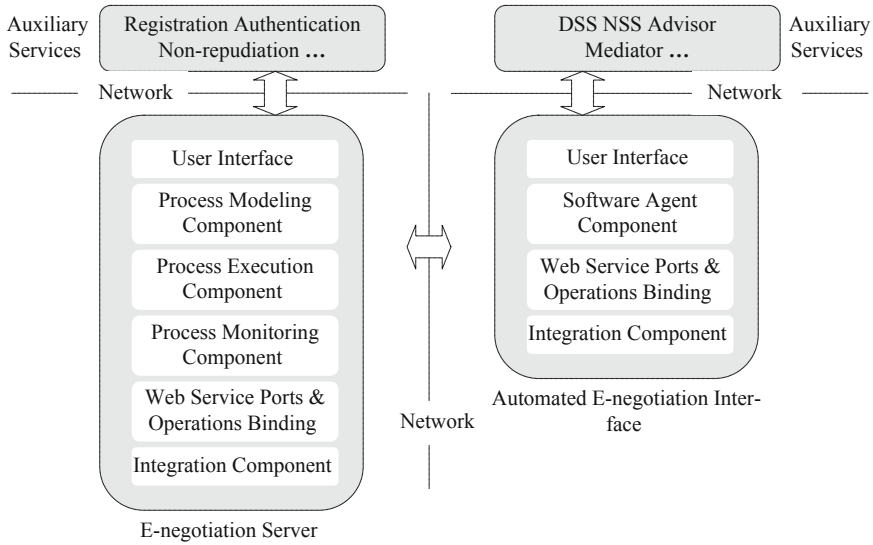 Auxiliary
Services
Registration Authentication
Non-repudiation ...
DSS NSS Advisor
Mediator ...
Auxiliary
Services
Network
Network
User Interface
Process Modeling
Component
Process Execution
Component
Process Monitoring
Component
Web Service Ports &
Operations Binding
Integration Component
E-negotiation Server
Network
User Interface
Software Agent
Component
Web Service Ports &
Operations Binding
Integration Component
Automated E-negotiation Inter-
face